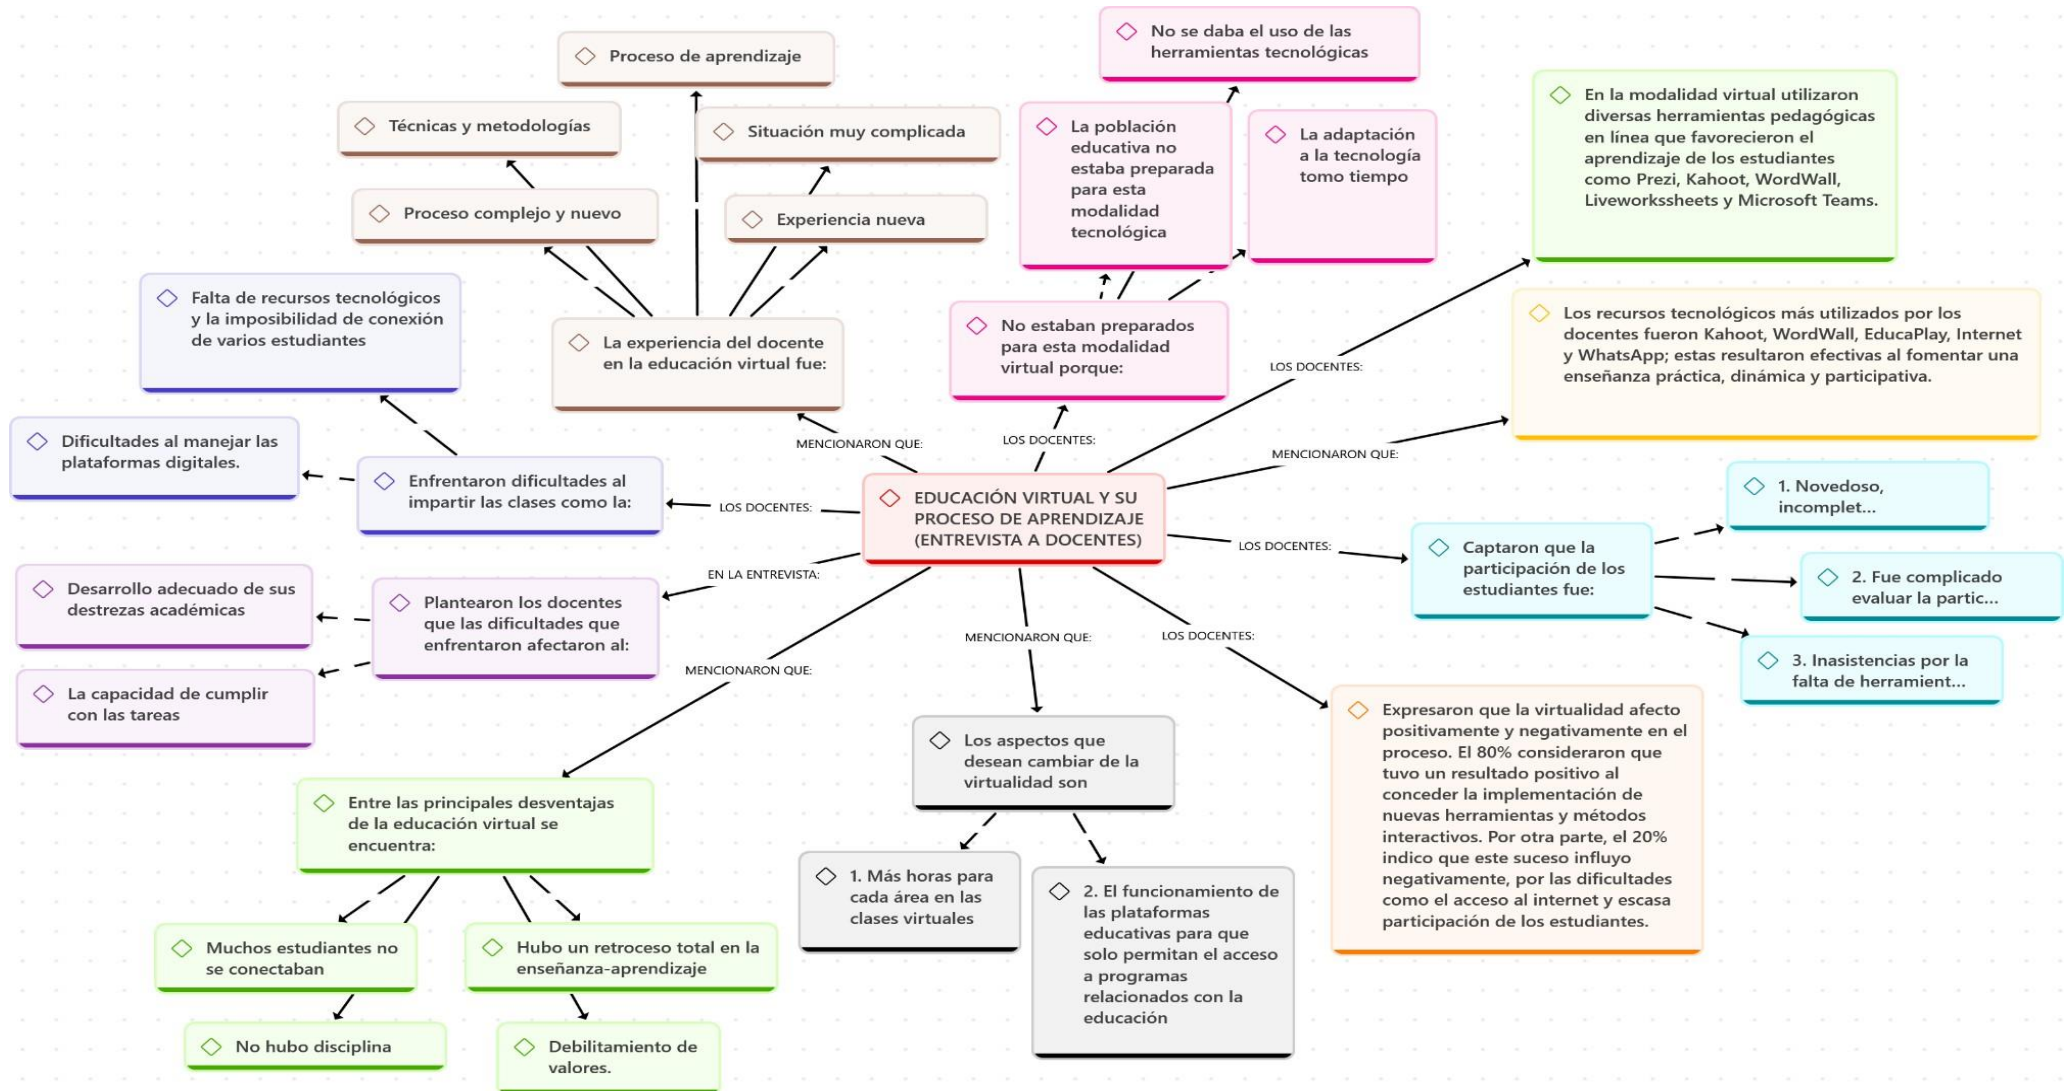 No se daba el uso de las
herramientas tecnológicas
Proceso de aprendizaje
Técnicas y metodologías
Situación muy complicada
Proceso complejo y nuevo
Experiencia nueva
La experiencia del docente
en la educación virtual fue:
La población
educativa no
estaba preparada
para esta
modalidad
tecnológica
La adaptación
a la tecnología
tomo tiempo
No estaban preparados
para esta modalidad
virtual porque:
En la modalidad virtual utilizaron
diversas herramientas pedagógicas
en línea que favorecieron el
aprendizaje de los estudiantes
como Prezi, Kahoot, WordWall,
Liveworkssheets y Microsoft Teams.
LOS DOCENTES:
Los recursos tecnológicos más utilizados por los
docentes fueron Kahoot, WordWall, EducaPlay, Internet
y WhatsApp; estas resultaron efectivas al fomentar una
enseñanza práctica, dinámica y participativa.
MENCIONARON QUE:
Falta de recursos tecnológicos
y la imposibilidad de conexión
de varios estudiantes
Dificultades al manejar las
plataformas digitales.
Enfrentaron dificultades al
impartir las clases como la:
LOS DOCENTES:
MENCIONARON QUE:
LOS DOCENTES:
EDUCACIÓN VIRTUAL Y SU
PROCESO DE APRENDIZAJE
(ENTREVISTA A DOCENTES)
LOS DOCENTES:
Captaron que la
participación de los
estudiantes fue:
1. Novedoso,
incomplet...
2. Fue complicado
evaluar la partic...
3. Inasistencias por la
falta de herramient...
EN LA ENTREVISTA:
Desarrollo adecuado de sus
destrezas académicas
Plantearon los docentes
que las dificultades que
enfrentaron afectaron al:
La capacidad de cumplir
con las tareas
MENCIONARON QUE:
MENCIONARON QUE:
LOS DOCENTES:
Entre las principales desventajas
de la educación virtual se
encuentra:
Muchos estudiantes no
se conectaban
Hubo un retroceso total en la
enseñanza-aprendizaje
No hubo disciplina
Debilitamiento de
valores.
Los aspectos que
desean cambiar de la
virtualidad son
1. Más horas para
cada área en las
clases virtuales
2. El funcionamiento de
las plataformas
educativas para que
solo permitan el acceso
a programas
relacionados con la
educación
Expresaron que la virtualidad afecto
positivamente y negativamente en el
proceso. El 80% consideraron que
tuvo un resultado positivo al
conceder la implementación de
nuevas herramientas y métodos
interactivos. Por otra parte, el 20%
indico que este suceso influyo
negativamente, por las dificultades
como el acceso al internet y escasa
participación de los estudiantes.